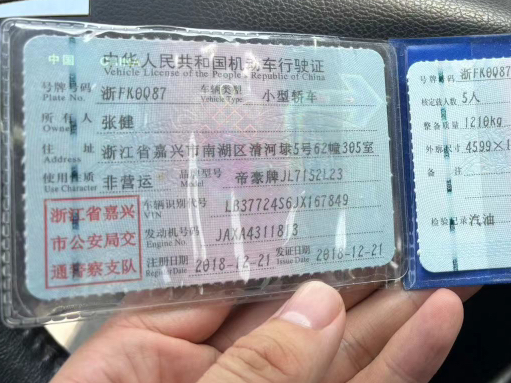 中华人民共和国机动车行驶证
Vehicle License of the People's Republic of China
号牌号码 浙FK0Q87 车辆类型 小型轿车
Plate No. Vehicle Type
所有人 张健
Owner
住址 浙江省嘉兴市南湖区清河埭5号62幢305室
Address
使用性质 非营运 品牌型号 帝豪牌JL7152L23
Use Character Model
浙江省嘉兴
市公安局交
通警察支队
车辆识别代号 LB37724S6JX167849
VIN
发动机号码 JAXA4311813
Engine No.
注册日期 2018-12-21 发证日期 2018-12-21
Register Date Issue Date
号牌号码 浙FK0Q87
核定载人数 5人
整备质量 1210kg
外廓尺寸 4599×1
备注
检验记录 汽油